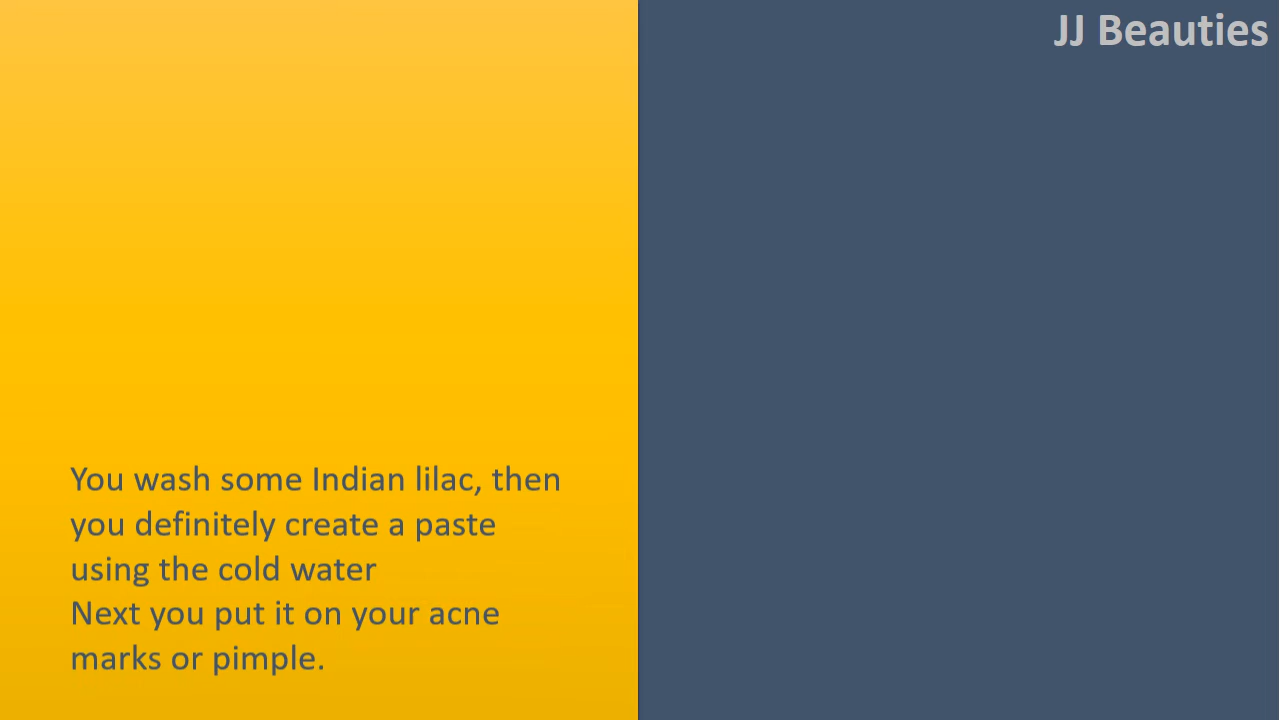 JJ Beauties
You wash some Indian lilac, then
you definitely create a paste
using the cold water
Next you put it on your acne
marks or pimple.